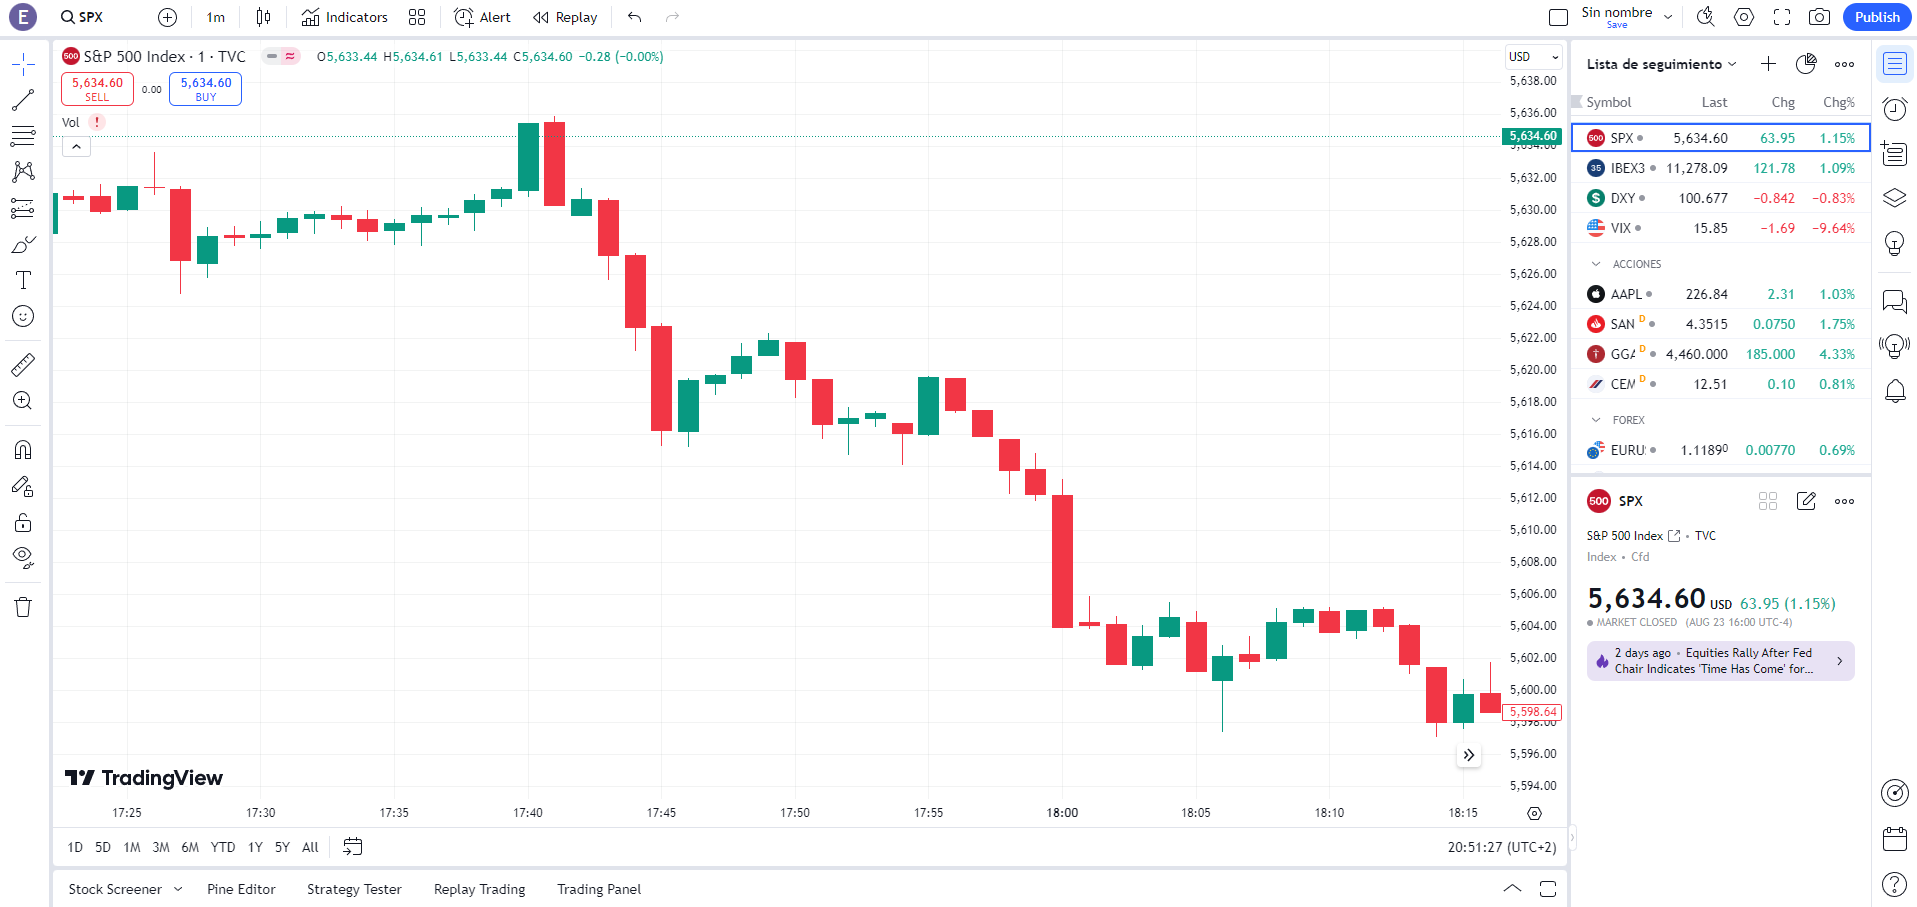 E
SPX
1m
Indicators
Alert
Replay
Sin nombre
Save
Publish
500 S&P 500 Index · 1 · TVC
O5,633.44 H5,634.61 L5,633.44 C5,634.60 −0.28 (−0.00%)
5,634.60
SELL
0.00
5,634.60
BUY
Vol !
USD
5,638.00
5,636.00
5,634.60
5,634.00
5,632.00
5,630.00
5,628.00
5,626.00
5,624.00
5,622.00
5,620.00
5,618.00
5,616.00
5,614.00
5,612.00
5,610.00
5,608.00
5,606.00
5,604.00
5,602.00
5,600.00
5,598.64
5,598.00
5,596.00
5,594.00
TradingView
17:25 17:30 17:35 17:40 17:45 17:50 17:55 18:00 18:05 18:10 18:15
1D 5D 1M 3M 6M YTD 1Y 5Y All
20:51:27 (UTC+2)
Stock Screener
Pine Editor
Strategy Tester
Replay Trading
Trading Panel
Lista de seguimiento
Symbol Last Chg Chg%
500 SPX 5,634.60 63.95 1.15%
35 IBEX3 11,278.09 121.78 1.09%
$ DXY 100.677 −0.842 −0.83%
VIX 15.85 −1.69 −9.64%
ACCIONES
AAPL 226.84 2.31 1.03%
SAN D 4.3515 0.0750 1.75%
GGA D 4,460.000 185.000 4.33%
CEM D 12.51 0.10 0.81%
FOREX
EURU 1.11890 0.00770 0.69%
500 SPX
S&P 500 Index • TVC
Index • Cfd
5,634.60 USD 63.95 (1.15%)
MARKET CLOSED (AUG 23 16:00 UTC-4)
2 days ago • Equities Rally After Fed
Chair Indicates 'Time Has Come' for...